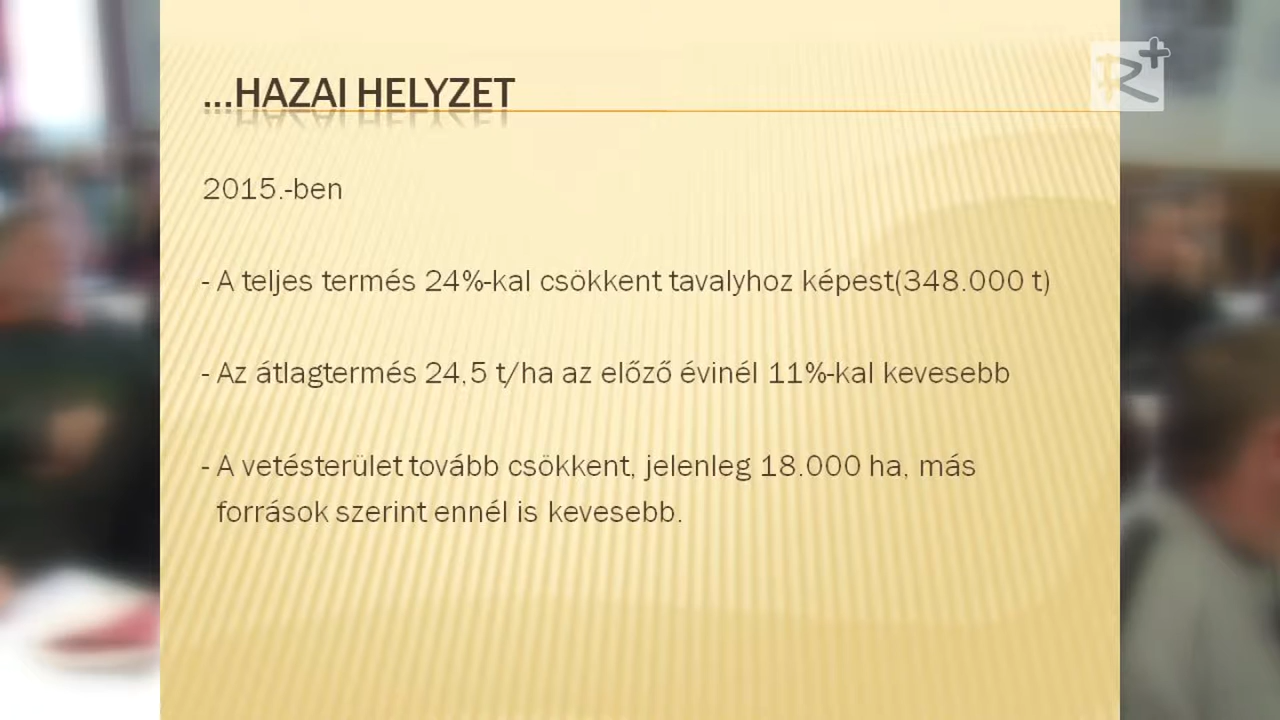 ...HAZAI HELYZET
R+
2015.-ben
- A teljes termés 24%-kal csökkent tavalyhoz képest(348.000 t)
- Az átlagtermés 24,5 t/ha az előző évinél 11%-kal kevesebb
- A vetésterület tovább csökkent, jelenleg 18.000 ha, más
források szerint ennél is kevesebb.